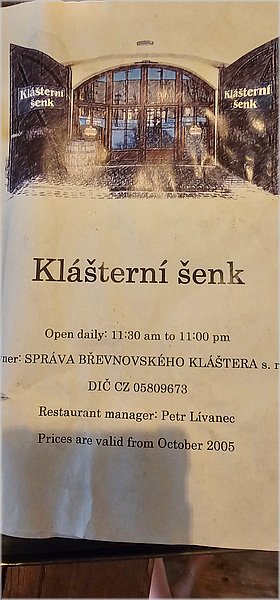 Klášterní
šenk
Klášterní
šenk
Klášterní šenk
Open daily: 11:30 am to 11:00 pm
ner: SPRÁVA BŘEVNOVSKÉHO KLÁŠTERA s. r
DIČ CZ 05809673
Restaurant manager: Petr Lívanec
Prices are valid from October 2005